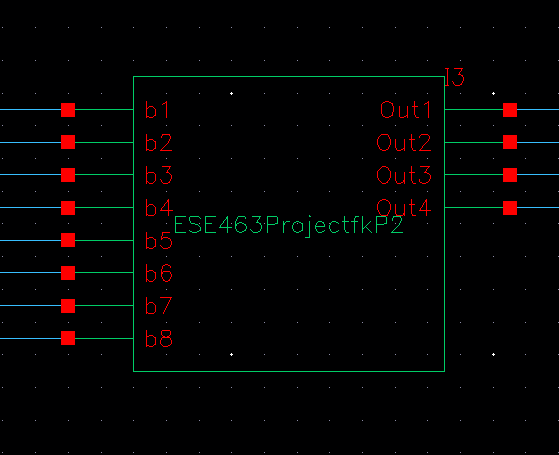 I3
b1 Out1
b2 Out2
b3 Out3
b4 Out4
ESE463ProjectfkP2
b5
b6
b7
b8